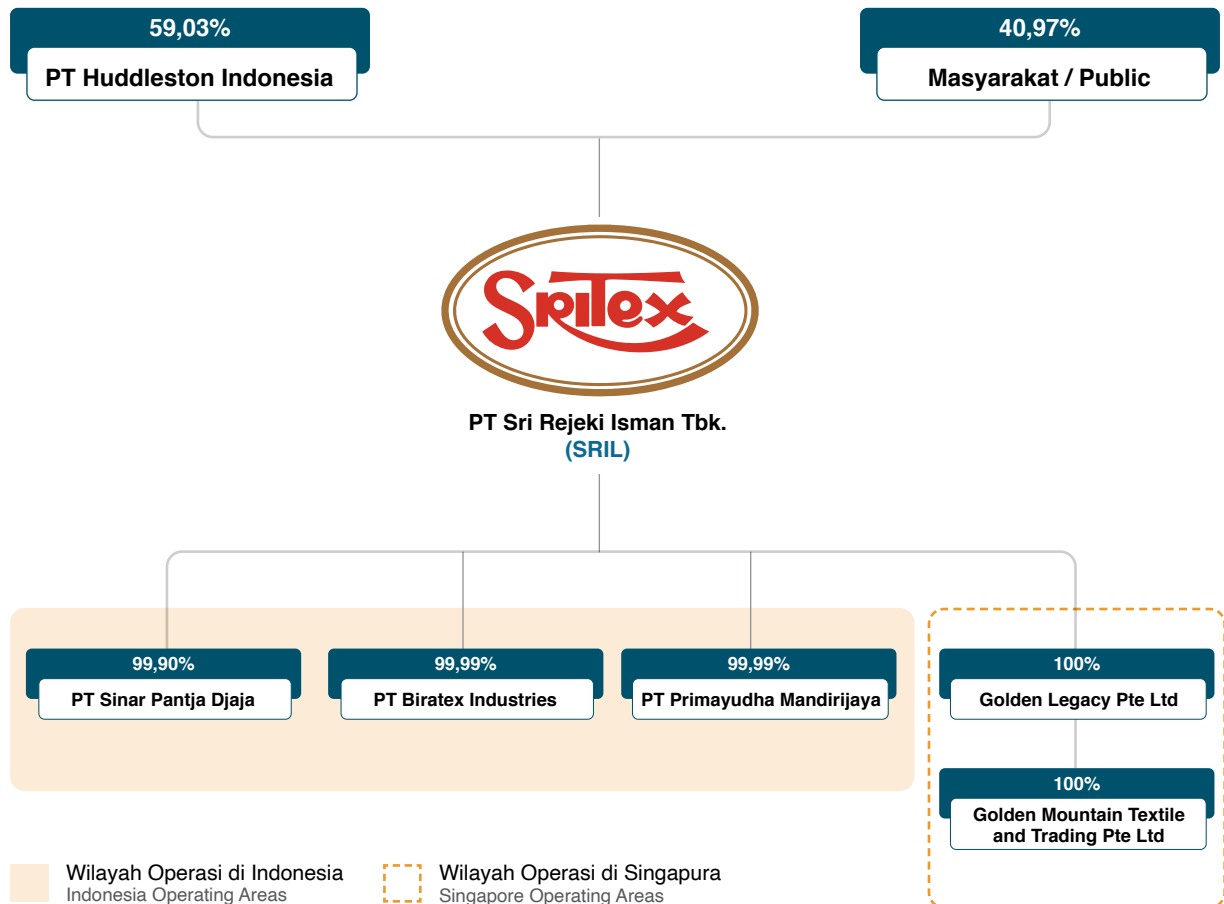 59,03%
PT Huddleston Indonesia
40,97%
Masyarakat / Public
SRITEX
PT Sri Rejeki Isman Tbk.
(SRIL)
99,90%
PT Sinar Pantja Djaja
99,99%
PT Biratex Industries
99,99%
PT Primayudha Mandirijaya
100%
Golden Legacy Pte Ltd
100%
Golden Mountain Textile
and Trading Pte Ltd
Wilayah Operasi di Indonesia
Indonesia Operating Areas
Wilayah Operasi di Singapura
Singapore Operating Areas